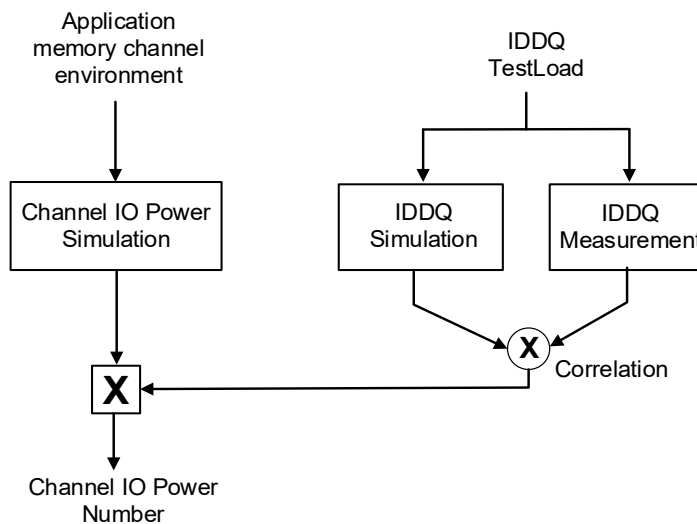 Application
memory channel
environment
IDDQ
TestLoad
Channel IO Power
Simulation
IDDQ
Simulation
IDDQ
Measurement
X
Correlation
X
Channel IO Power
Number